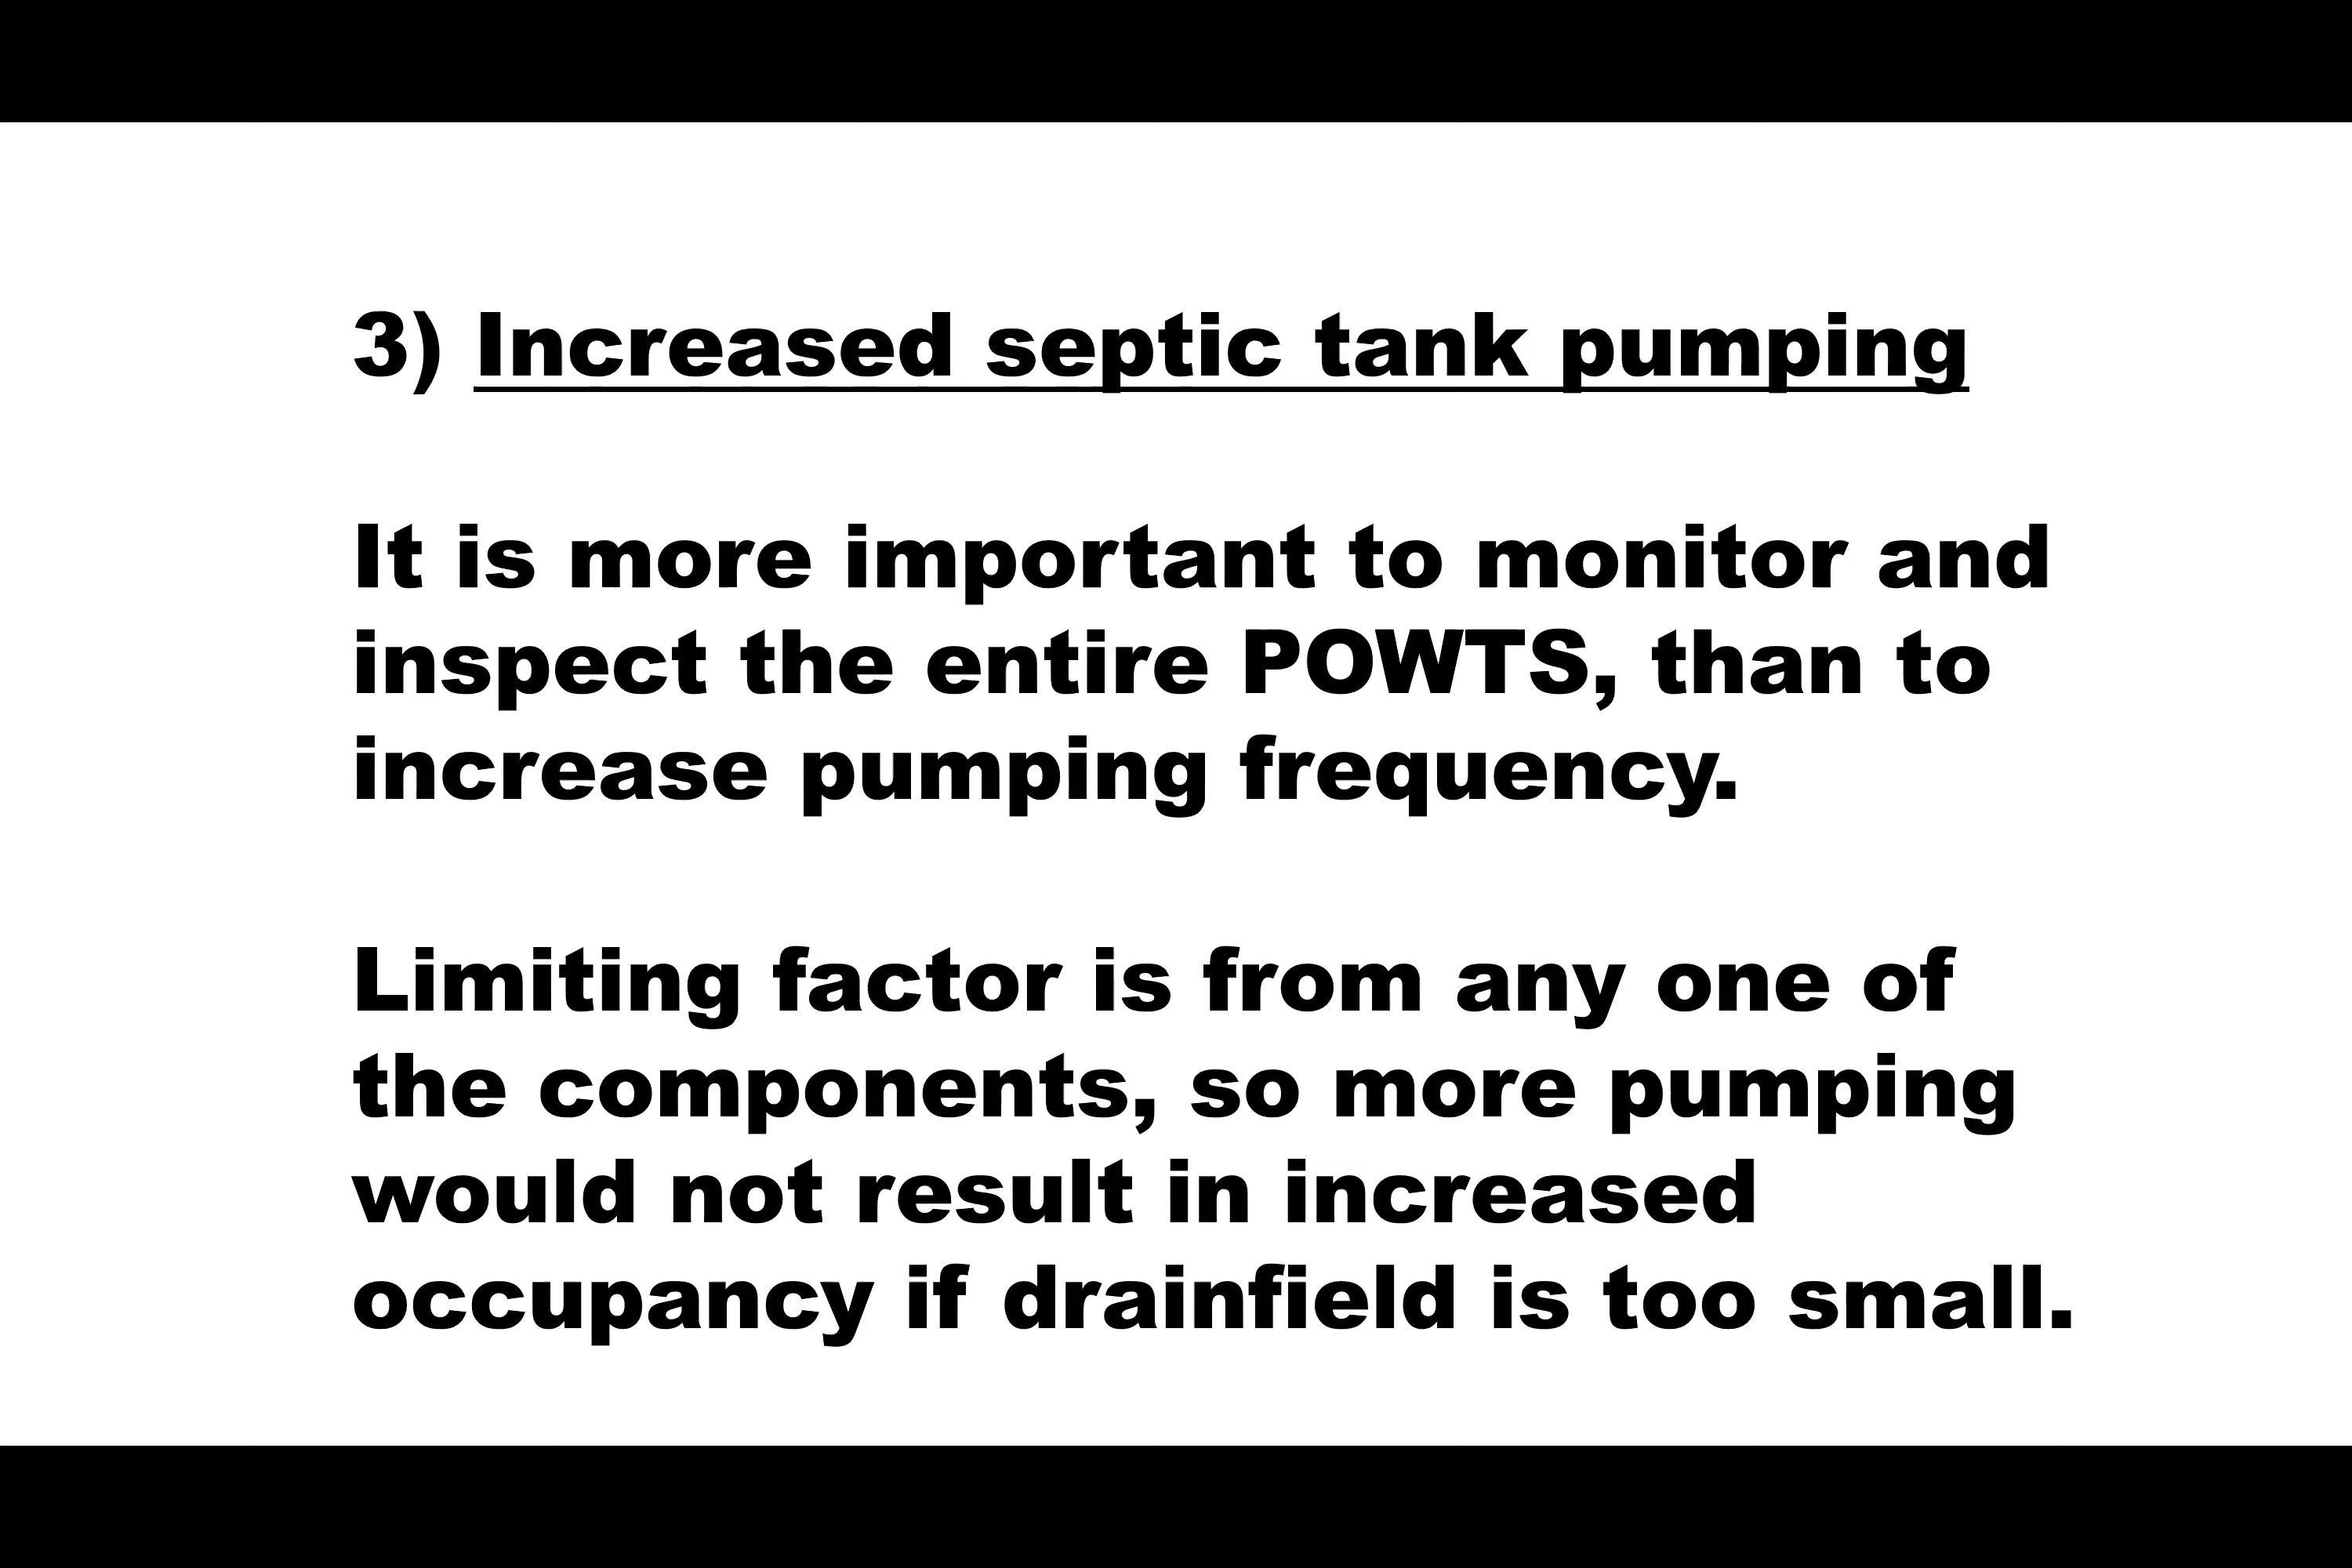 3) Increased septic tank pumping
It is more important to monitor and
inspect the entire POWTS, than to
increase pumping frequency.
Limiting factor is from any one of
the components, so more pumping
would not result in increased
occupancy if drainfield is too small.